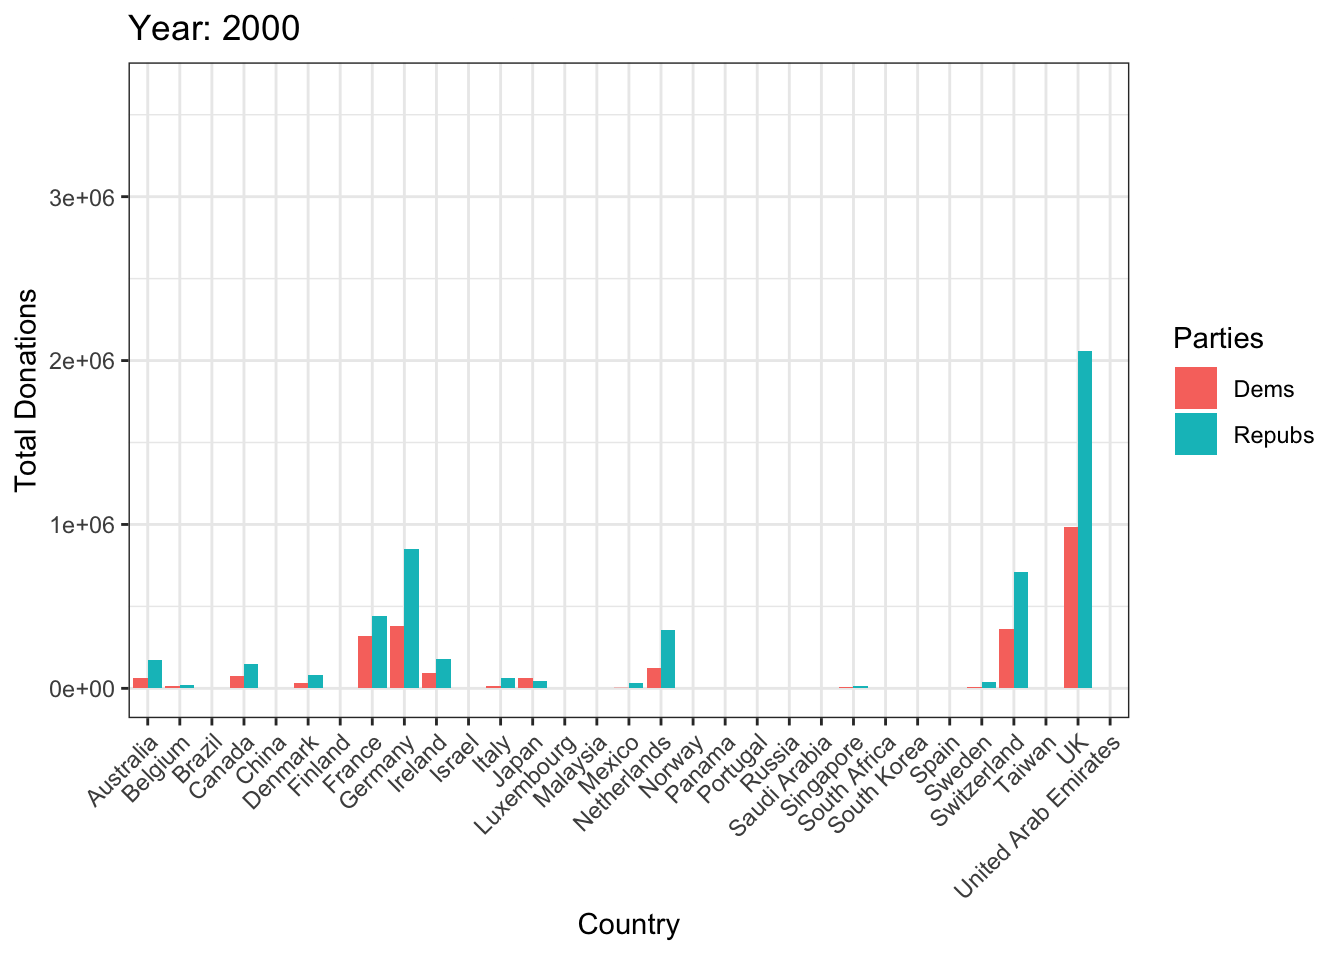 Year: 2000
3e+06
2e+06
1e+06
0e+00
Total Donations
Australia
Belgium
Brazil
Canada
China
Denmark
Finland
France
Germany
Ireland
Israel
Italy
Japan
Luxembourg
Malaysia
Mexico
Netherlands
Norway
Panama
Portugal
Russia
Saudi Arabia
Singapore
South Africa
South Korea
Spain
Sweden
Switzerland
Taiwan
UK
United Arab Emirates
Country
Parties
Dems
Repubs